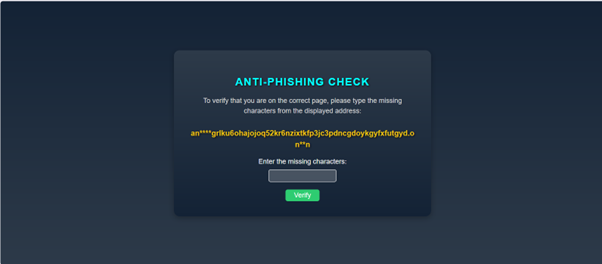 ANTI-PHISHING CHECK
To verify that you are on the correct page, please type the missing
characters from the displayed address:
an****grlku6ohajojoq52kr6nzixtkfp3jc3pdncgdoykgyfxfutgyd.o
n**n
Enter the missing characters:
Verify